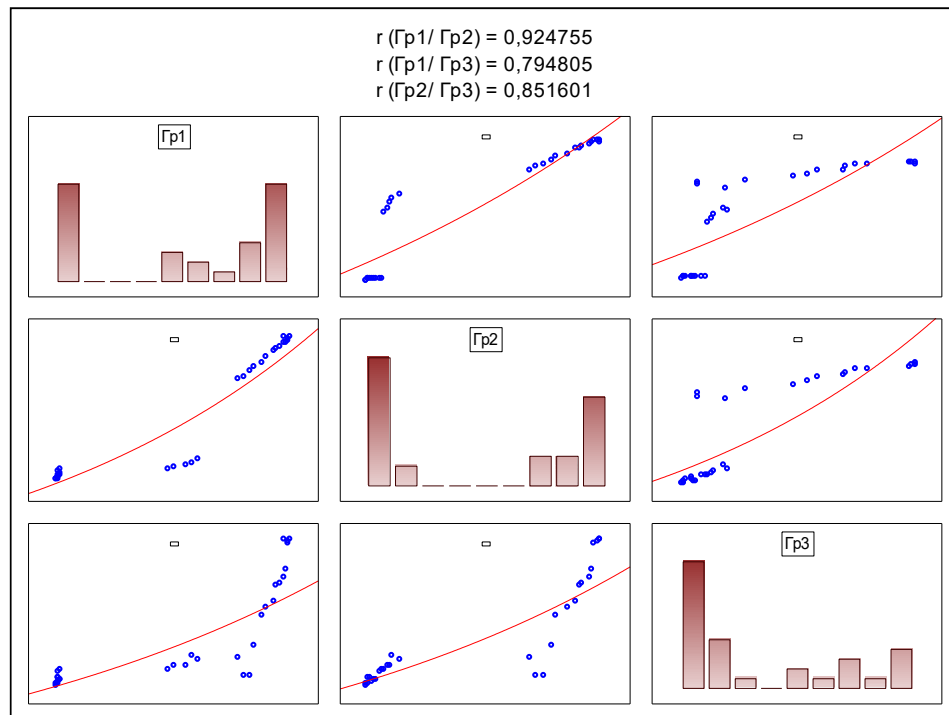 r (Гр1/ Гр2) = 0,924755
r (Гр1/ Гр3) = 0,794805
r (Гр2/ Гр3) = 0,851601
Гр1
Гр2
Гр3